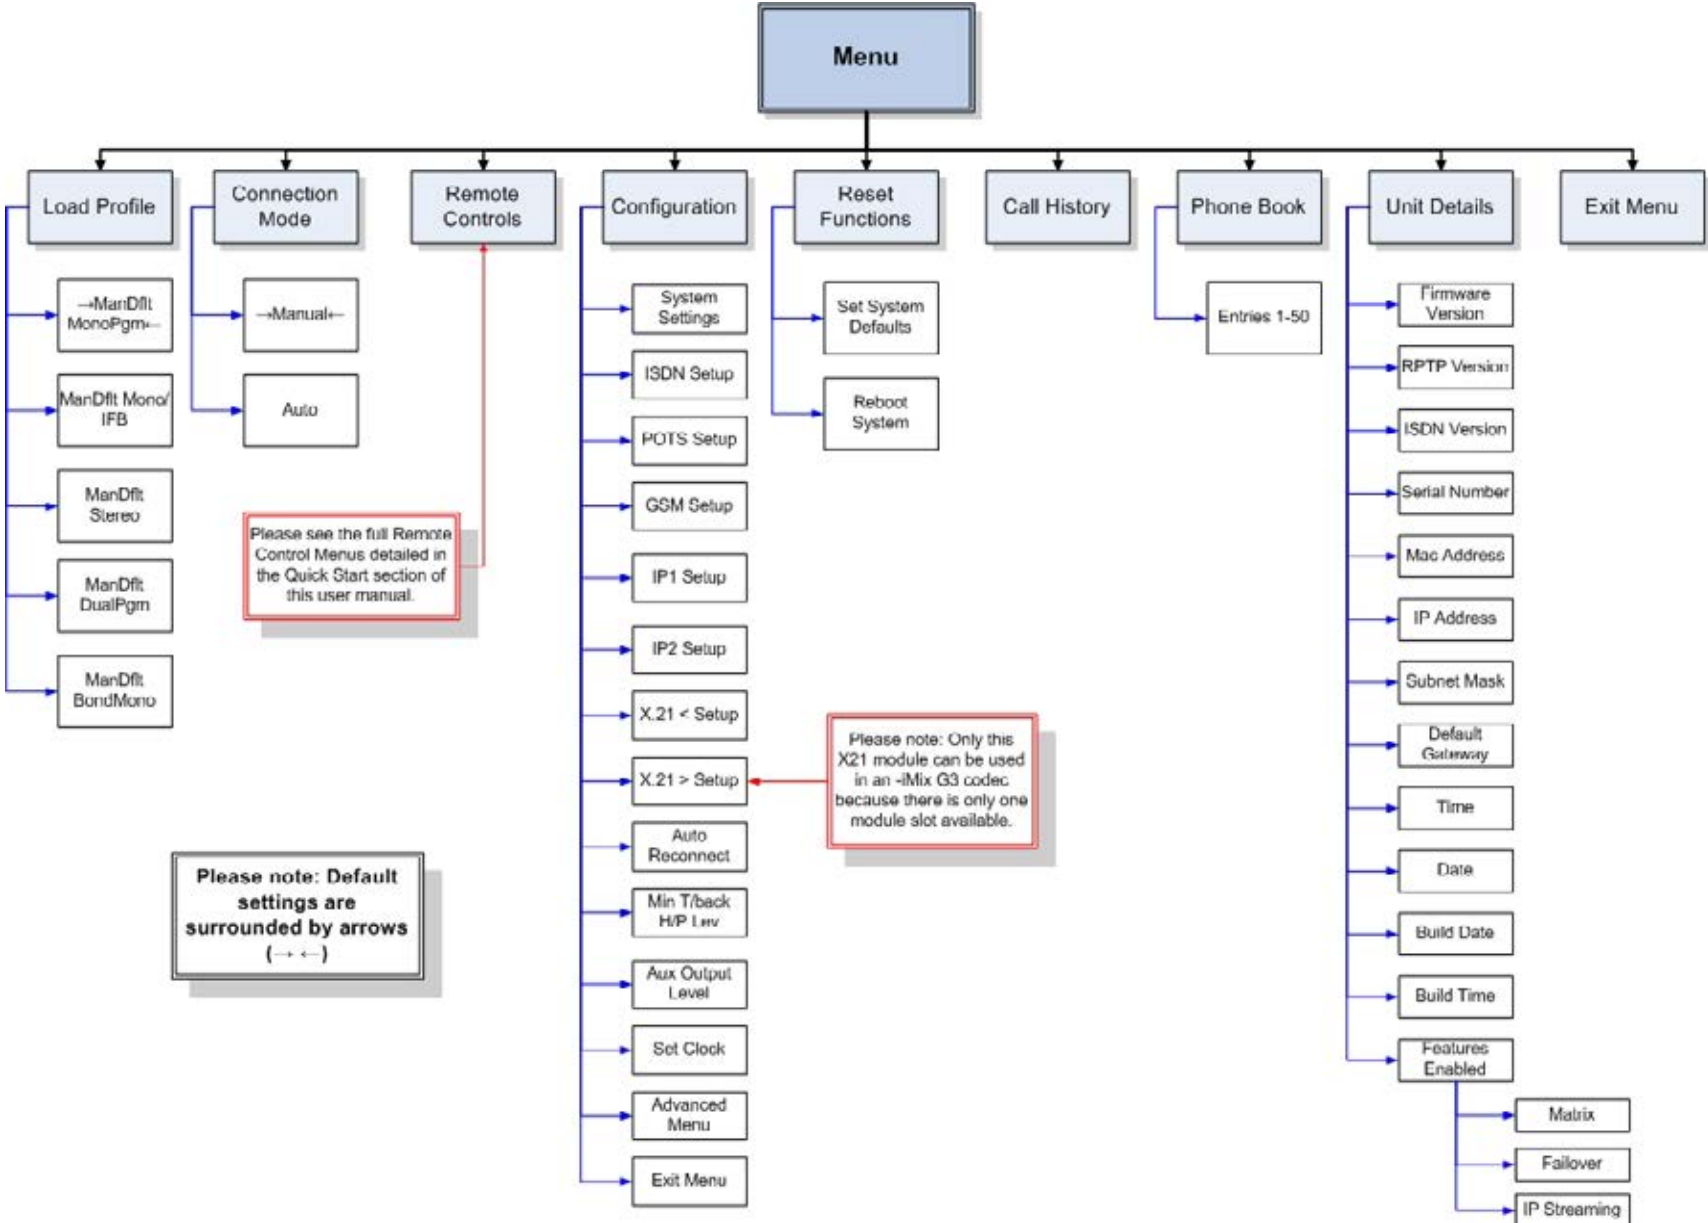 Menu
Load Profile
Connection
Mode
Remote
Controls
Configuration
Reset
Functions
Call History
Phone Book
Unit Details
Exit Menu
→ManDflt
MonoPgm←
ManDflt Mono/
IFB
ManDflt
Stereo
ManDflt
DualPgm
ManDflt
BondMono
→Manual←
Auto
Please see the full Remote
Control Menus detailed in
the Quick Start section of
this user manual.
System
Settings
ISDN Setup
POTS Setup
GSM Setup
IP1 Setup
IP2 Setup
X.21 < Setup
X.21 > Setup
Auto
Reconnect
Min T/back
H/P Lev
Aux Output
Level
Set Clock
Advanced
Menu
Exit Menu
Please note: Only this
X21 module can be used
in an -iMix G3 codec
because there is only one
module slot available.
Set System
Defaults
Reboot
System
Entries 1-50
Firmware
Version
RPTP Version
ISDN Version
Serial Number
Mac Address
IP Address
Subnet Mask
Default
Gateway
Time
Date
Build Date
Build Time
Features
Enabled
Matrix
Failover
IP Streaming
Please note: Default
settings are
surrounded by arrows
(→ ←)